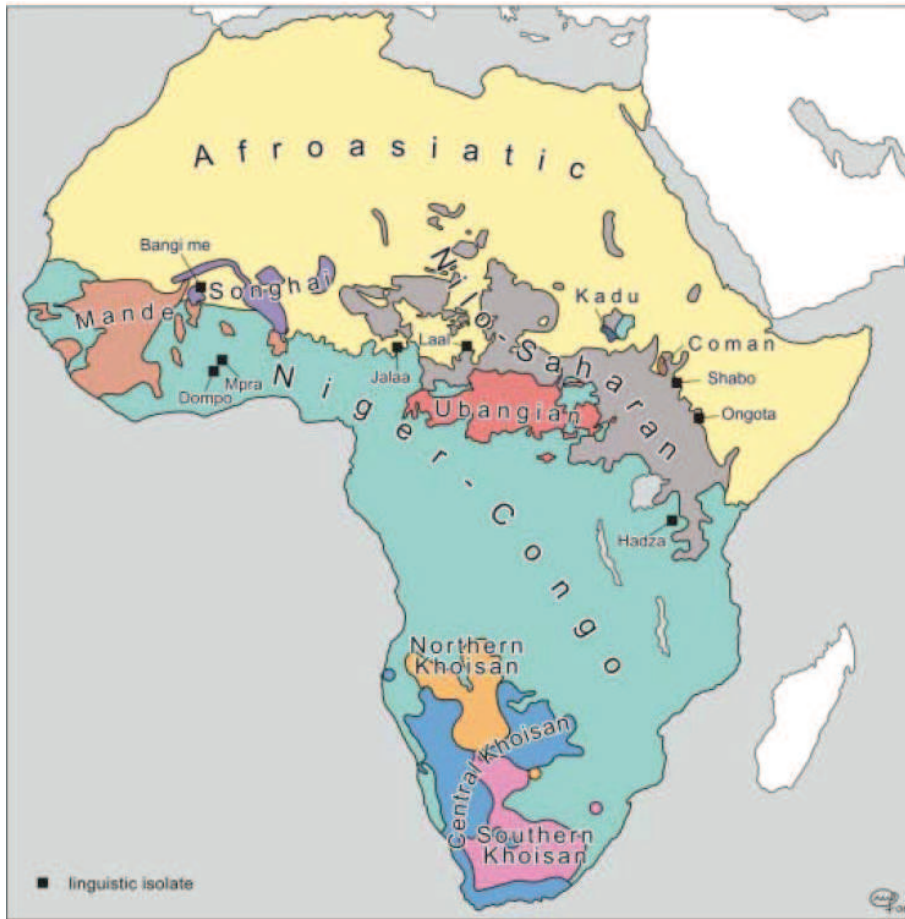 Afroasiatic
Bangi me
Songhai
Mande
Nilo-Saharan
Kadu
Coman
Laal
Jalaa
Shabo
Mpra
Dompo
Ubangian
Ongota
Niger-Congo
Hadza
Northern
Khoisan
Central Khoisan
Southern
Khoisan
linguistic isolate